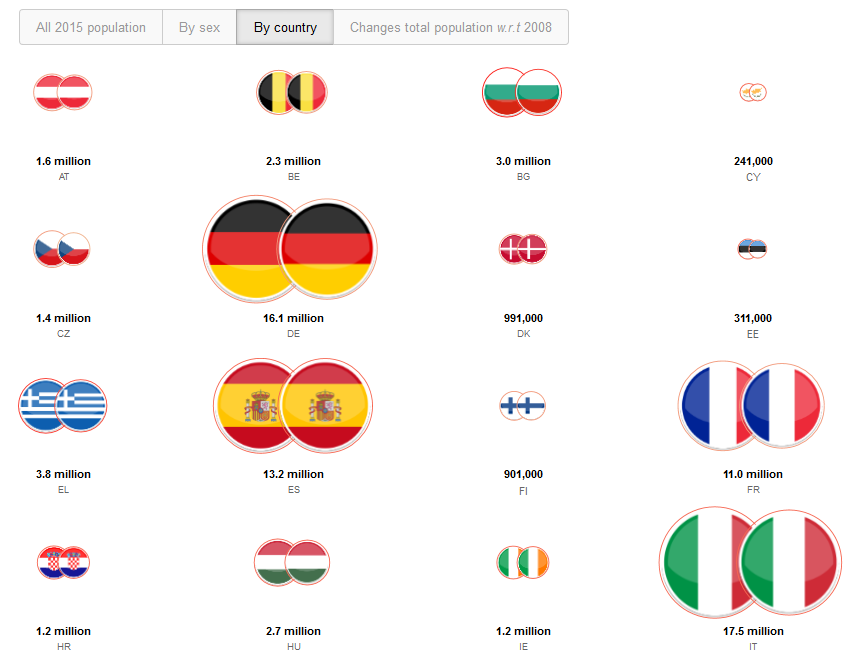 All 2015 population By sex By country Changes total population w.r.t 2008
1.6 million 2.3 million 3.0 million 241,000
AT BE BG CY
1.4 million 16.1 million 991,000 311,000
CZ DE DK EE
3.8 million 13.2 million 901,000 11.0 million
EL ES FI FR
1.2 million 2.7 million 1.2 million 17.5 million
HR HU IE IT